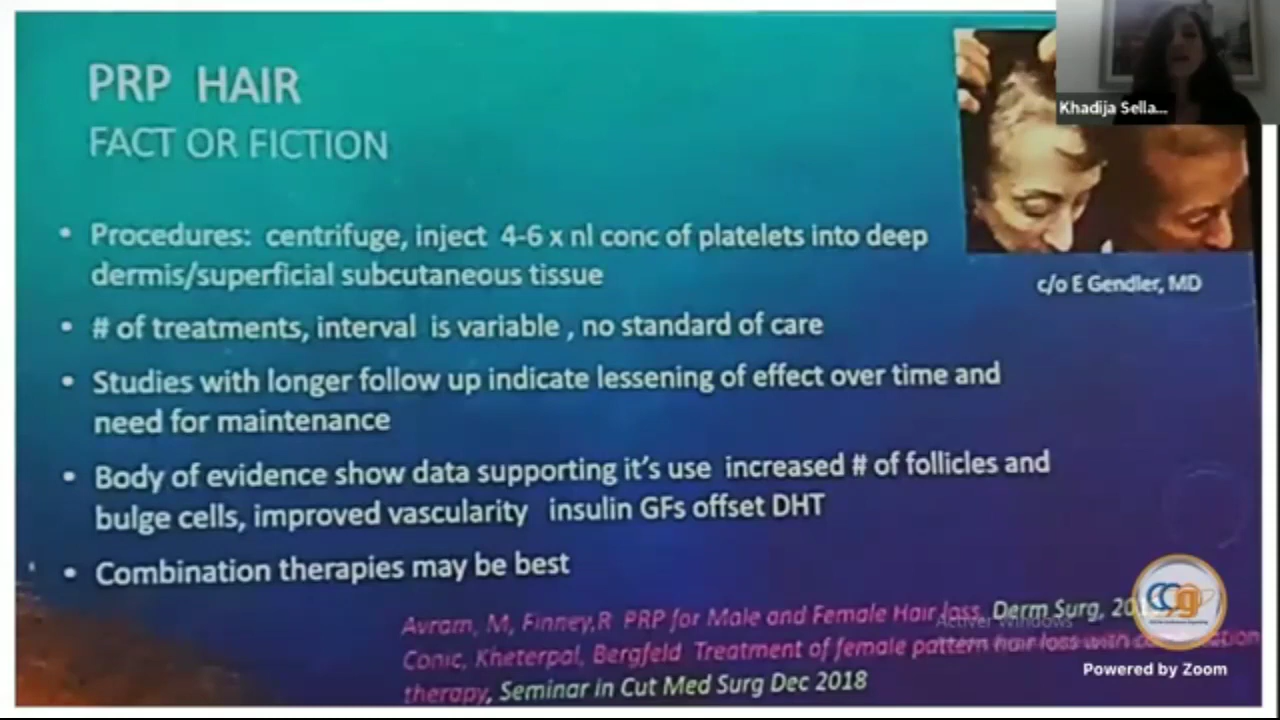 PRP HAIR
FACT OR FICTION
Khadija Sella...
c/o E Gendler, MD
• Procedures: centrifuge, inject 4-6 x nl conc of platelets into deep
dermis/superficial subcutaneous tissue
• # of treatments, interval is variable , no standard of care
• Studies with longer follow up indicate lessening of effect over time and
need for maintenance
• Body of evidence show data supporting it's use increased # of follicles and
bulge cells, improved vascularity insulin GFs offset DHT
• Combination therapies may be best
Avram, M, Finney,R PRP for Male and Female Hair loss, Derm Surg,
Conic, Kheterpal, Bergfeld Treatment of female pattern hair loss with
therapy, Seminar in Cut Med Surg Dec 2018
Activer Windows
CCg
Powered by Zoom